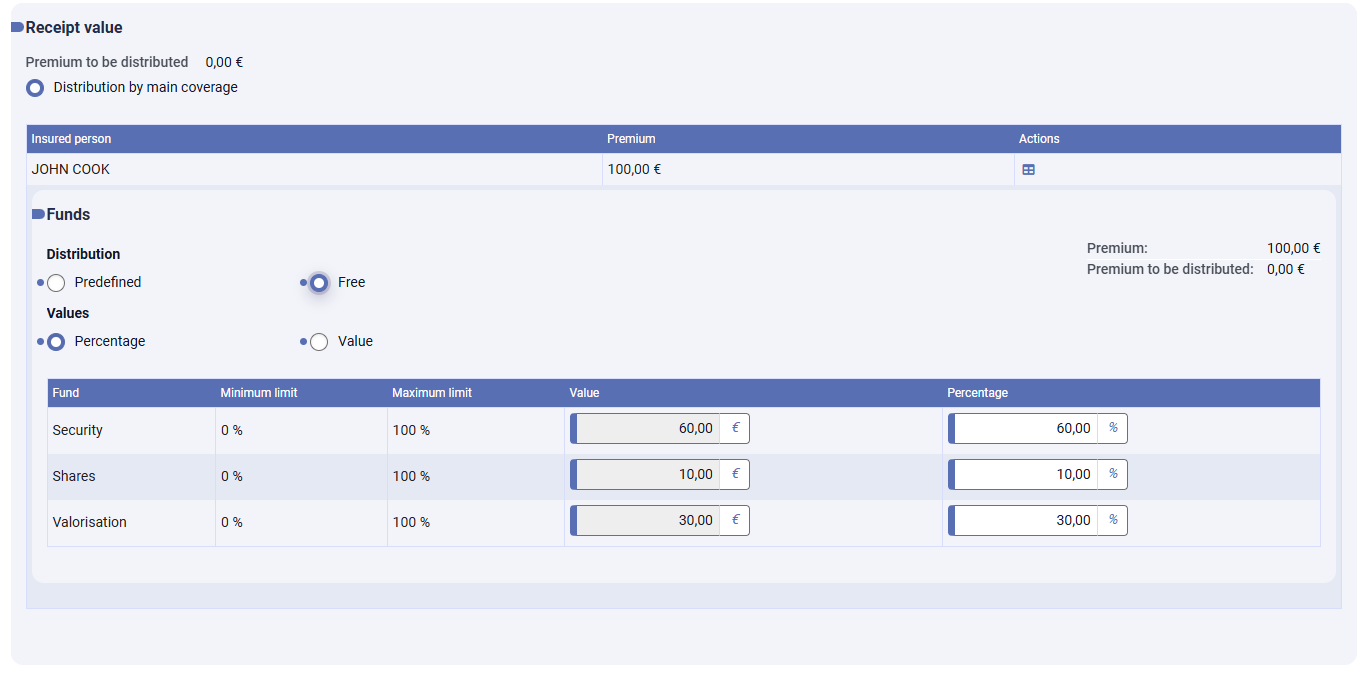 Receipt value
Premium to be distributed 0,00 €
Distribution by main coverage
Insured person Premium Actions
JOHN COOK 100,00 €
Funds
Premium: 100,00 €
Distribution
Premium to be distributed: 0,00 €
Predefined Free
Values
Percentage Value
Fund Minimum limit Maximum limit Value Percentage
Security 0 % 100 % 60,00 € 60,00 %
Shares 0 % 100 % 10,00 € 10,00 %
Valorisation 0 % 100 % 30,00 € 30,00 %